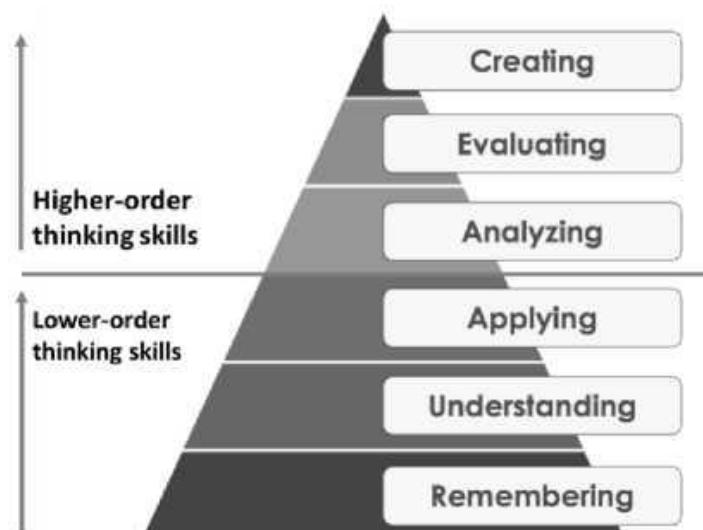 Creating
Evaluating
Higher-order
thinking skills
Analyzing
Lower-order
thinking skills
Applying
Understanding
Remembering